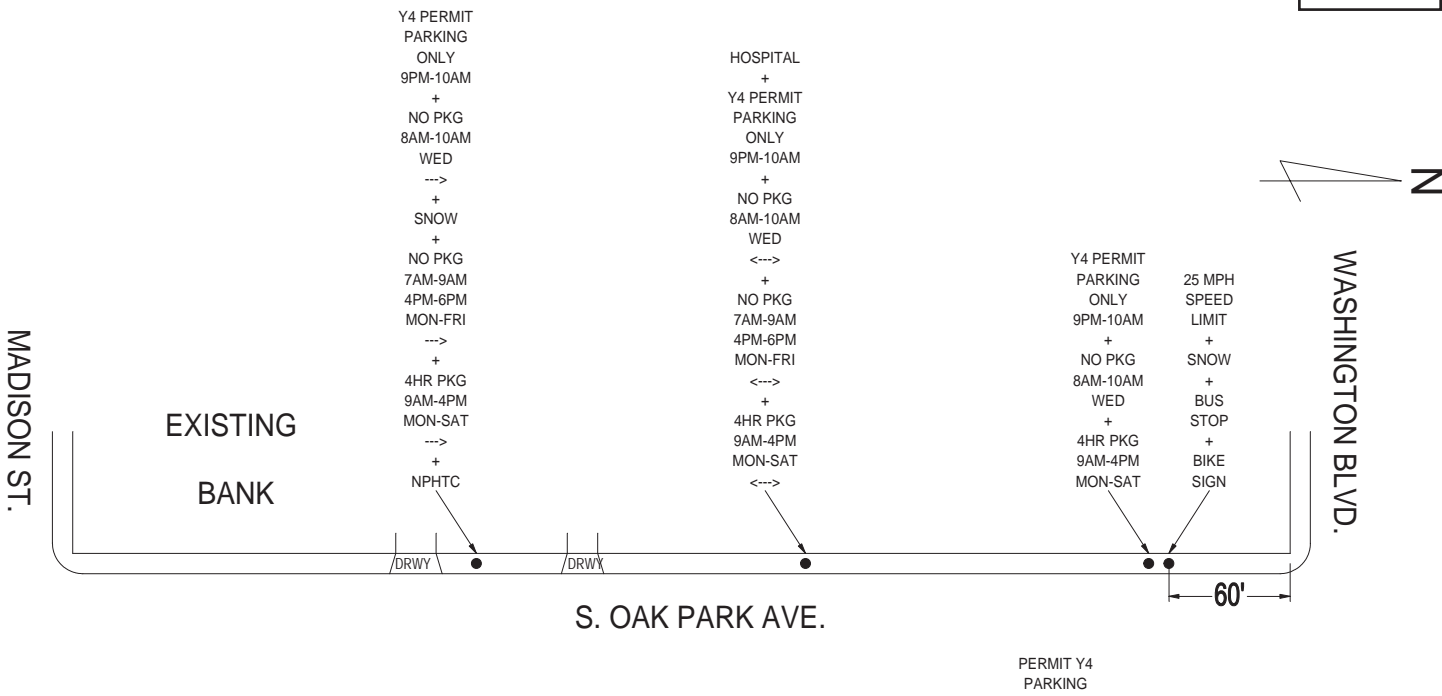 Y4 PERMIT
PARKING
ONLY
9PM-10AM
+
NO PKG
8AM-10AM
WED
--->
+
SNOW
+
NO PKG
7AM-9AM
4PM-6PM
MON-FRI
--->
+
4HR PKG
9AM-4PM
MON-SAT
--->
+
NPHTC
HOSPITAL
+
Y4 PERMIT
PARKING
ONLY
9PM-10AM
+
NO PKG
8AM-10AM
WED
<--->
+
NO PKG
7AM-9AM
4PM-6PM
MON-FRI
<--->
+
4HR PKG
9AM-4PM
MON-SAT
<--->
Y4 PERMIT
PARKING
ONLY
9PM-10AM
+
NO PKG
8AM-10AM
WED
+
4HR PKG
9AM-4PM
MON-SAT
25 MPH
SPEED
LIMIT
+
SNOW
+
BUS
STOP
+
BIKE
SIGN
N
WASHINGTON BLVD.
MADISON ST.
EXISTING
BANK
DRWY
DRWY
60'
S. OAK PARK AVE.
PERMIT Y4
PARKING